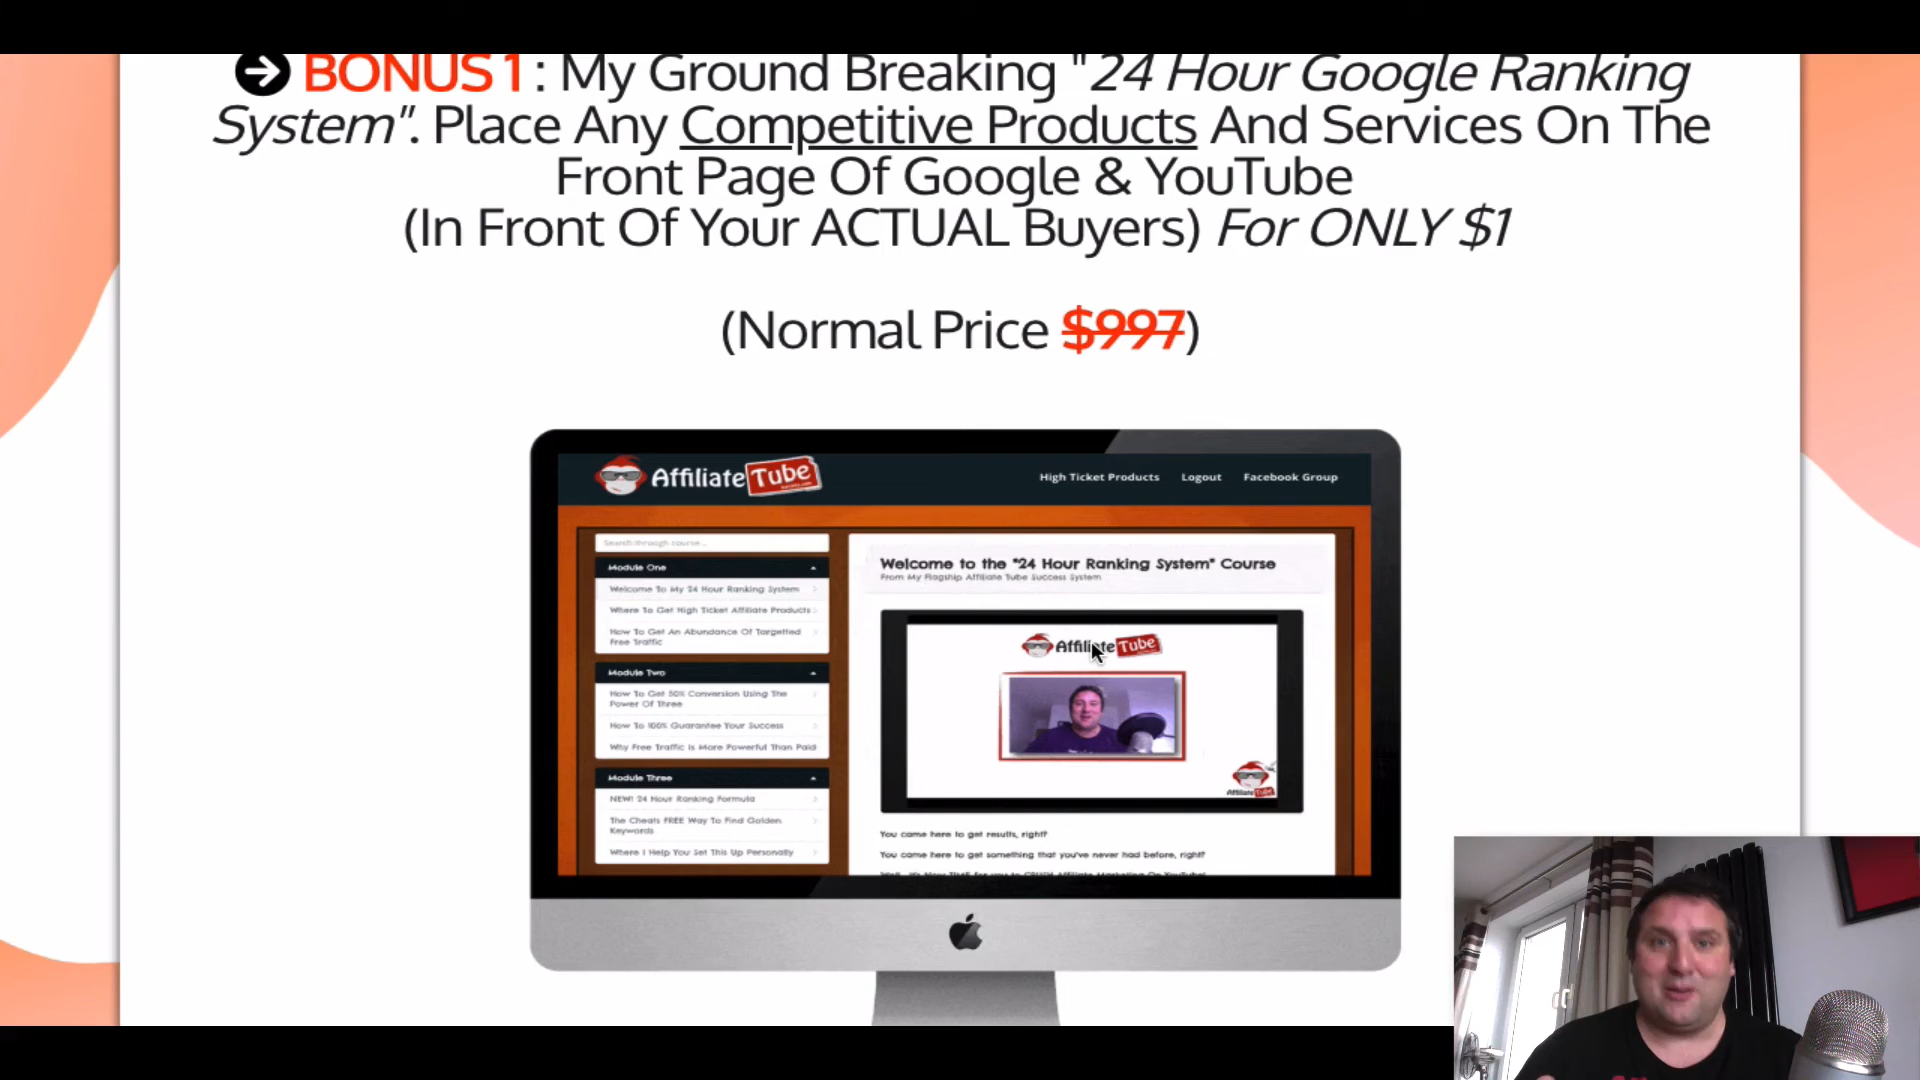 BONUS 1 : My Ground Breaking "24 Hour Google Ranking
System". Place Any Competitive Products And Services On The
Front Page Of Google & YouTube
(In Front Of Your ACTUAL Buyers) For ONLY $1
(Normal Price $997)
AffiliateTube
High Ticket Products Logout Facebook Group
Search through course...
Module One
Welcome To My 24 Hour Ranking System
Where To Get High Ticket Affiliate Products
How To Get An Abundance Of Targetted
Free Traffic
Module Two
How To Get 50% Conversion Using The
Power Of Three
How To 100% Guarantee Your Success
Why Free Traffic Is More Powerful Than Paid
Module Three
NEW! 24 Hour Ranking Formula
The Cheats FREE Way To Find Golden
Keywords
Where I Help You Set This Up Personally
Welcome to the "24 Hour Ranking System" Course
From My Flagship Affiliate Tube Success System
AffiliateTube
AffiliateTube
You came here to get results, right?
You came here to get something that you've never had before, right?